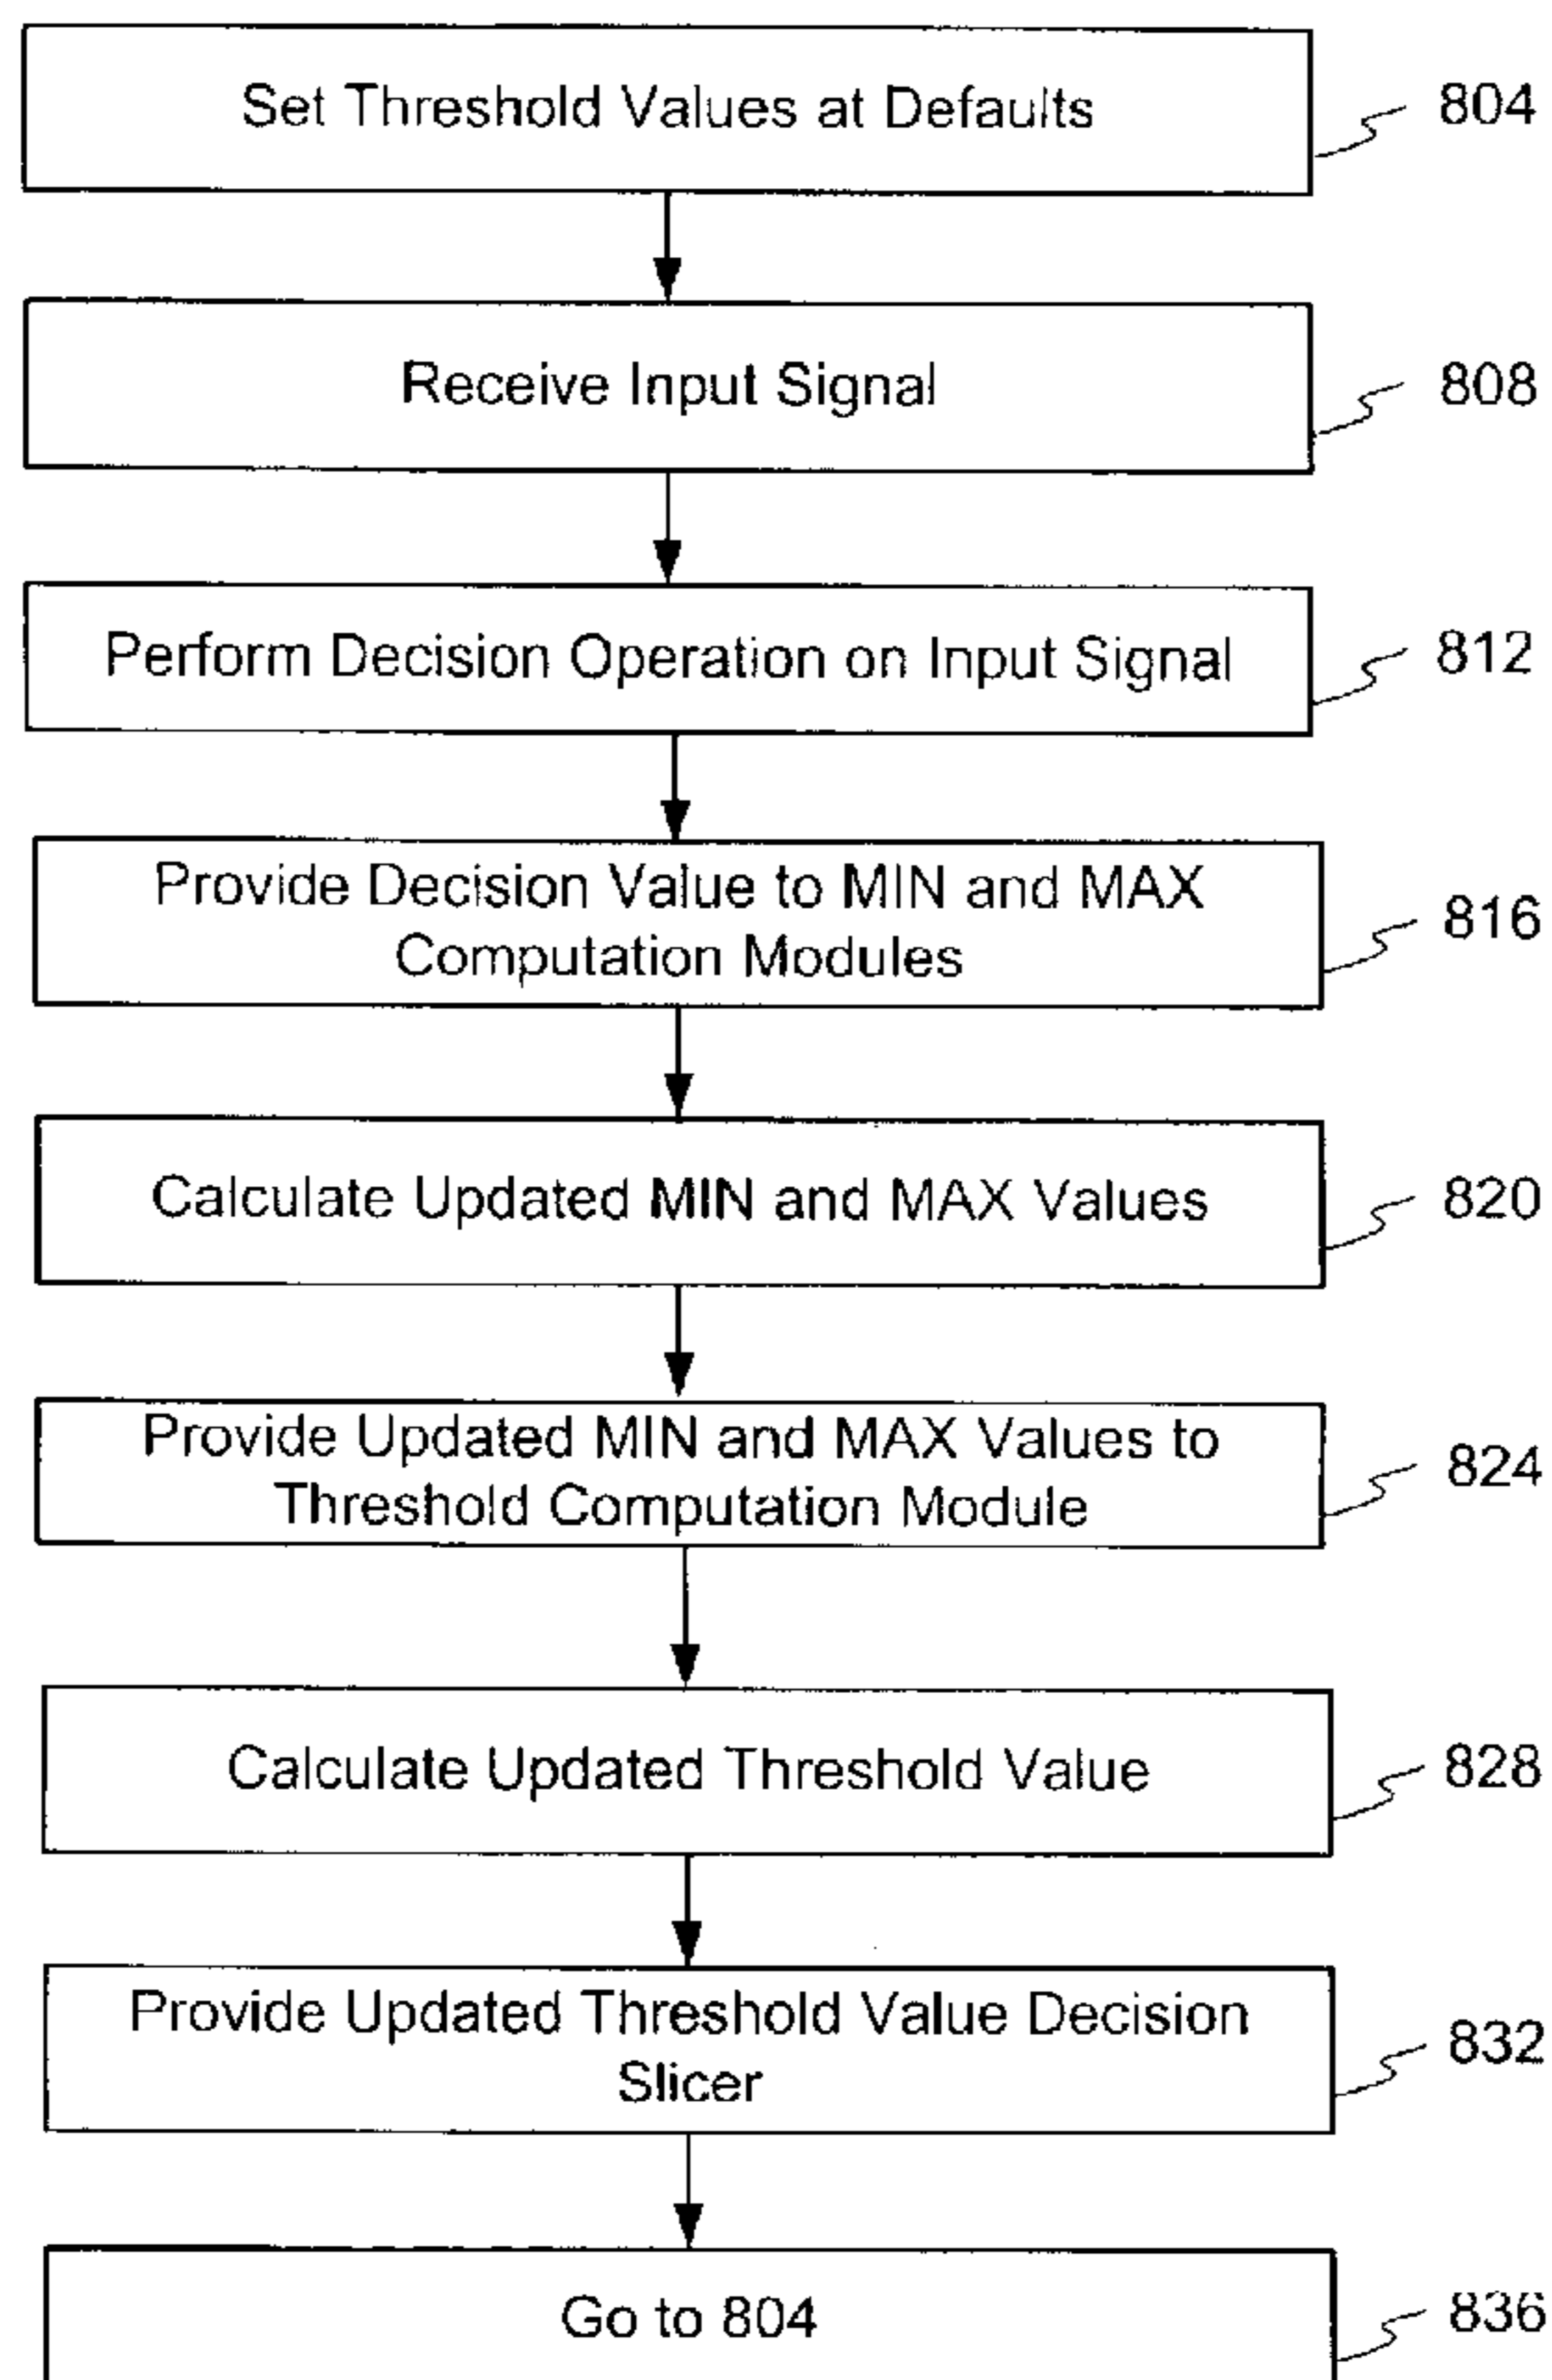 Set Threshold Values at Defaults
804
Receive Input Signal
808
Perform Decision Operation on Input Signal
812
Provide Decision Value to MIN and MAX
Computation Modules
816
Calculate Updated MIN and MAX Values
820
Provide Updated MIN and MAX Values to
Threshold Computation Module
824
Calculate Updated Threshold Value
828
Provide Updated Threshold Value Decision
Slicer
832
Go to 804
836